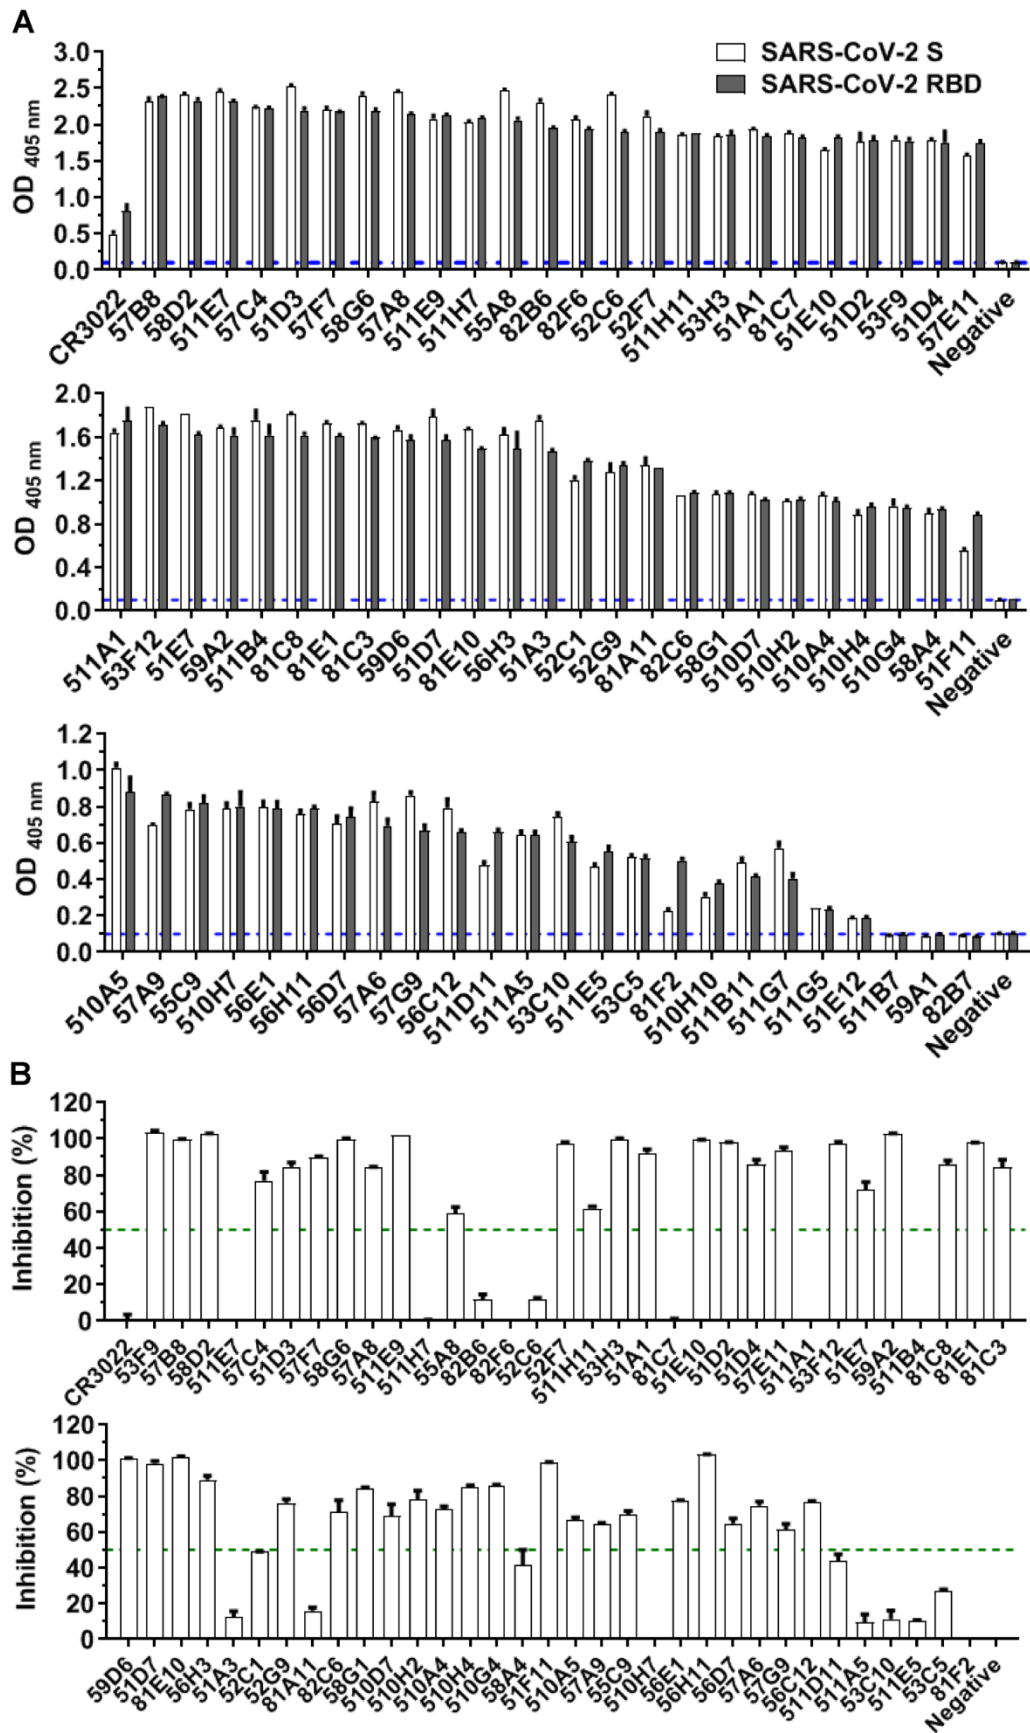 A
SARS-CoV-2 S
SARS-CoV-2 RBD
OD 405 nm
3.0
2.5
2.0
1.5
1.0
0.5
0.0
CR3022 57B8 58D2 511E7 57C4 51D3 57F7 58G6 57A8 511E9 511H7 55A8 82B6 82F6 52C6 52F7 511H11 53H3 51A1 81C7 51E10 51D2 53F9 51D4 57E11 Negative
OD 405 nm
2.0
1.6
1.2
0.8
0.4
0.0
511A1 53F12 51E7 59A2 511B4 81C8 81E1 81C3 59D6 51D7 81E10 56H3 51A3 52C1 52G9 81A11 82C6 58G1 510D7 510H2 510A4 510H4 510G4 58A4 51F11 Negative
OD 405 nm
1.2
1.0
0.8
0.6
0.4
0.2
0.0
510A5 57A9 55C9 510H7 56E1 56H11 56D7 57A6 57G9 56C12 511D11 511A5 53C10 511E5 53C5 81F2 510H10 511B11 511G7 511G5 51E12 511B7 59A1 82B7 Negative
B
Inhibition (%)
120
100
80
60
40
20
0
CR3022 53F9 57B8 58D2 511E7 57C4 51D3 57F7 58G6 57A8 511E9 511H7 55A8 82B6 82F6 52C6 52F7 511H11 53H3 51A1 81C7 51E10 51D2 51D4 57E11 511A1 53F12 51E7 59A2 511B4 81C8 81E1 81C3
Inhibition (%)
120
100
80
60
40
20
0
59D6 51D7 81E10 56H3 51A3 52C1 52G9 81A11 82C6 58G1 510D7 510H2 510A4 510H4 510G4 58A4 51F11 510A5 57A9 55C9 510H7 56E1 56H11 56D7 57A6 57G9 56C12 511D11 511A5 53C10 511E5 53C5 81F2 Negative